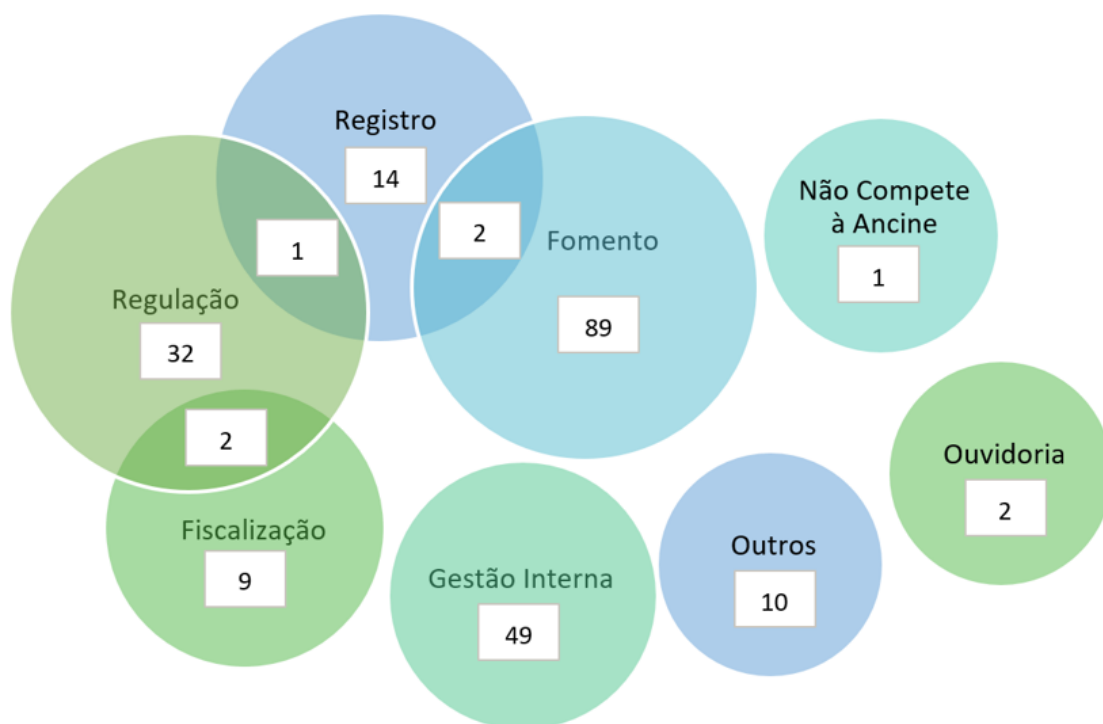 Registro
14
1
2
Fomento
89
Não Compete
à Ancine
1
Regulação
32
2
Fiscalização
9
Gestão Interna
49
Outros
10
Ouvidoria
2